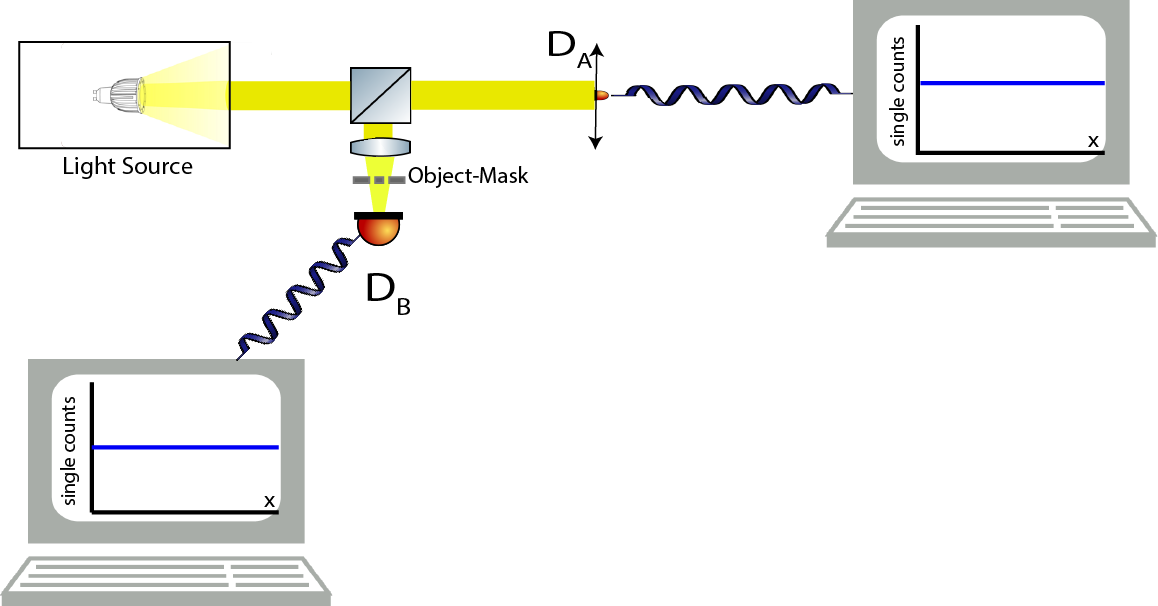 D_A
single counts
x
Light Source
Object-Mask
D_B
single counts
x